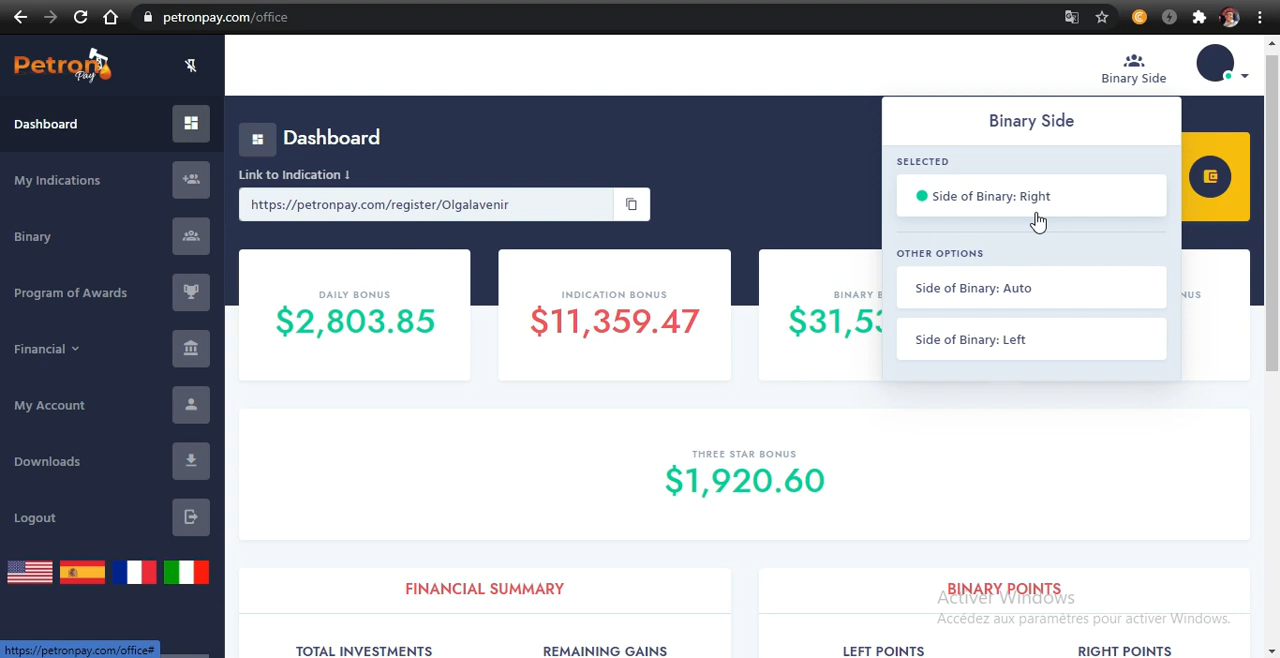 petronpay.com/office
Petron
Pay
Binary Side
Dashboard
My Indications
Binary
Program of Awards
Financial
My Account
Downloads
Logout
Dashboard
Link to Indication
https://petronpay.com/register/Olgalavenir
Binary Side
SELECTED
Side of Binary: Right
OTHER OPTIONS
Side of Binary: Auto
Side of Binary: Left
DAILY BONUS
$2,803.85
INDICATION BONUS
$11,359.47
BINARY B
$31,53
NUS
THREE STAR BONUS
$1,920.60
FINANCIAL SUMMARY
TOTAL INVESTMENTS REMAINING GAINS
BINARY POINTS
LEFT POINTS RIGHT POINTS
Activer Windows
Accédez aux paramètres pour activer Windows.
https://petronpay.com/office#